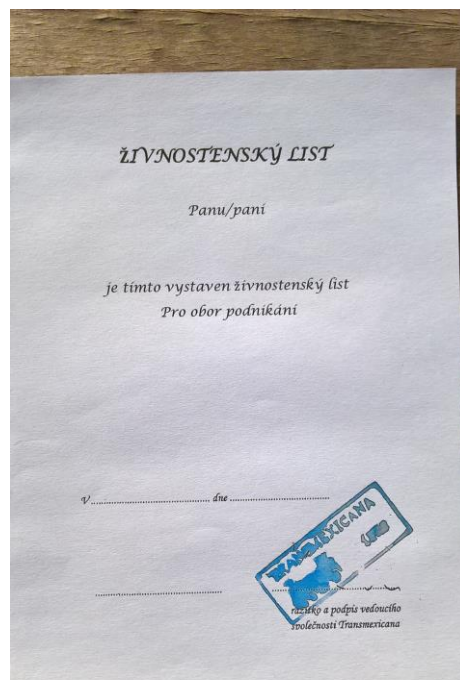 ŽIVNOSTENSKÝ LIST
Panu/paní
je tímto vystaven živnostenský list
Pro obor podnikání
V ........................................ dne .................................
TRANSMEXICANA
.......................................... ..........................................
razítko a podpis vedoucího
společnosti Transmexicana